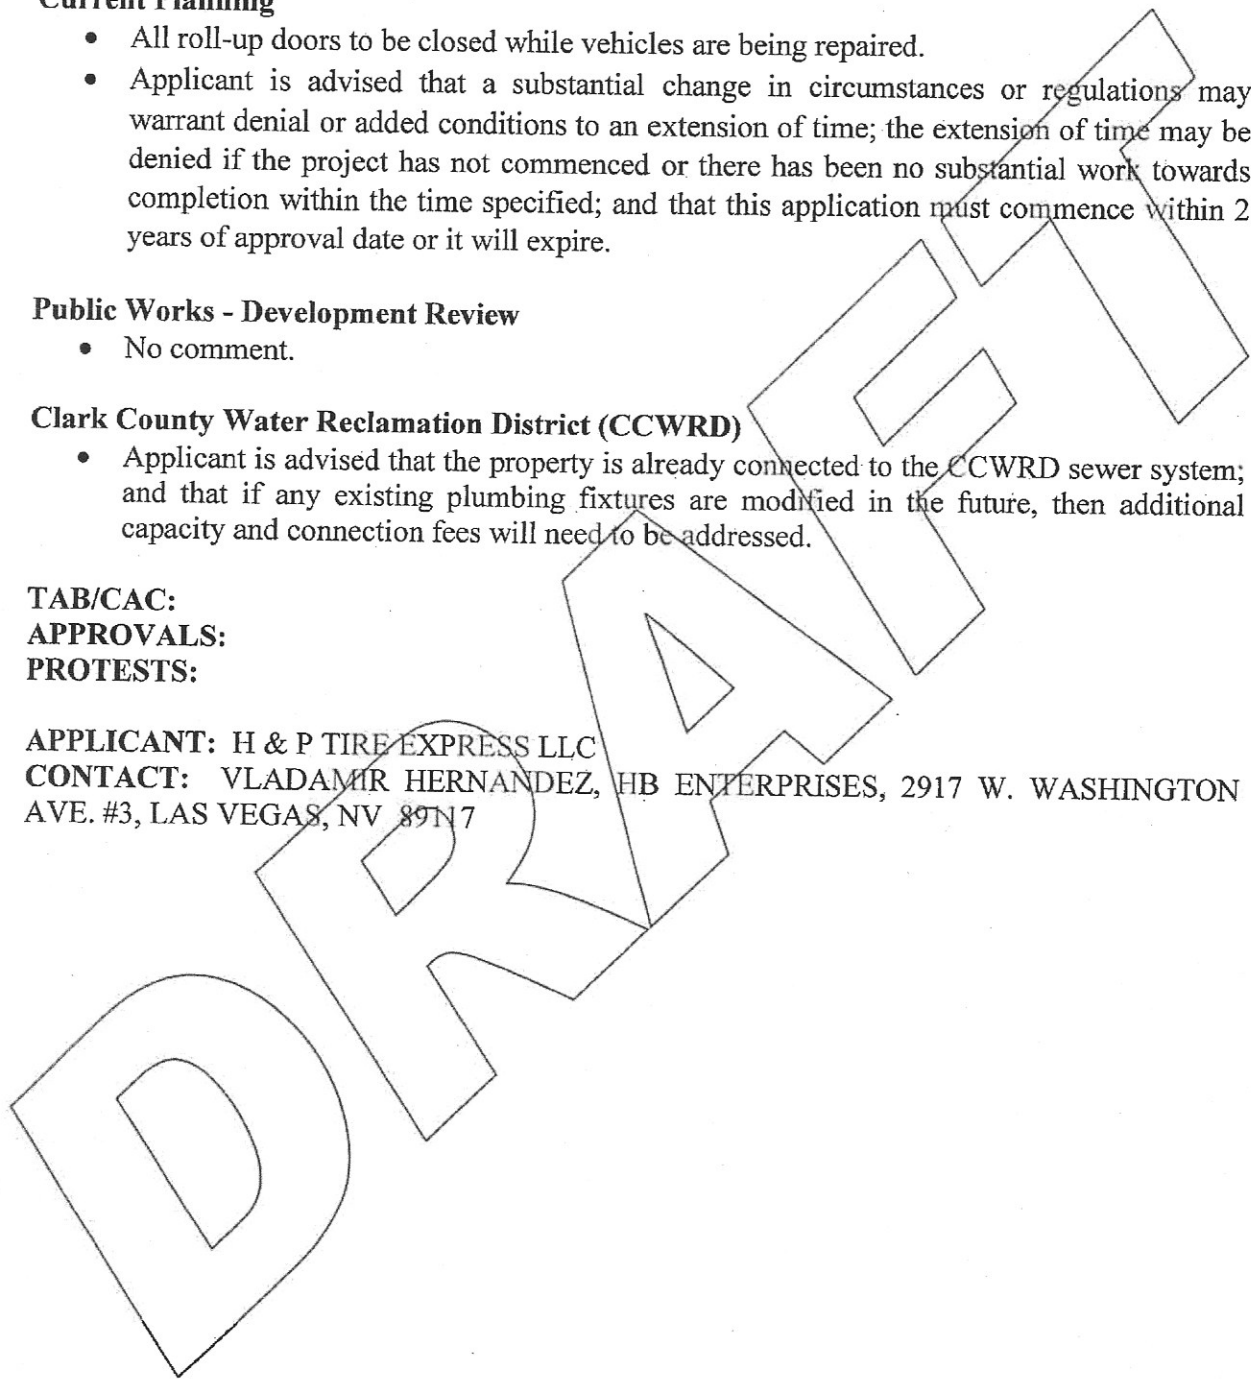 Current Planning
• All roll-up doors to be closed while vehicles are being repaired.
• Applicant is advised that a substantial change in circumstances or regulations may
warrant denial or added conditions to an extension of time; the extension of time may be
denied if the project has not commenced or there has been no substantial work towards
completion within the time specified; and that this application must commence within 2
years of approval date or it will expire.
Public Works - Development Review
• No comment.
Clark County Water Reclamation District (CCWRD)
• Applicant is advised that the property is already connected to the CCWRD sewer system;
and that if any existing plumbing fixtures are modified in the future, then additional
capacity and connection fees will need to be addressed.
TAB/CAC:
APPROVALS:
PROTESTS:
APPLICANT: H & P TIRE EXPRESS LLC
CONTACT: VLADAMIR HERNANDEZ, HB ENTERPRISES, 2917 W. WASHINGTON
AVE. #3, LAS VEGAS, NV 89117
DRAFT